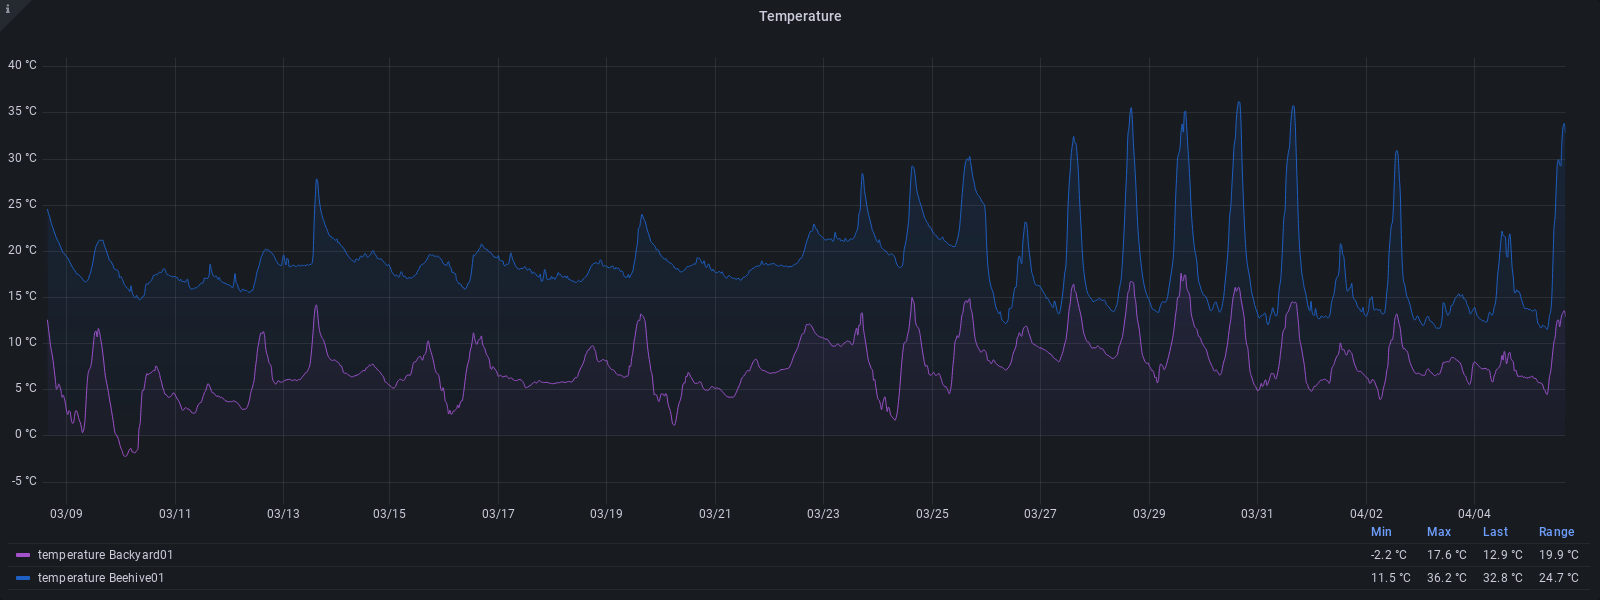 i
Temperature
40 °C
35 °C
30 °C
25 °C
20 °C
15 °C
10 °C
5 °C
0 °C
-5 °C
03/09 03/11 03/13 03/15 03/17 03/19 03/21 03/23 03/25 03/27 03/29 03/31 04/02 04/04
Min Max Last Range
temperature Backyard01 -2.2 °C 17.6 °C 12.9 °C 19.9 °C
temperature Beehive01 11.5 °C 36.2 °C 32.8 °C 24.7 °C